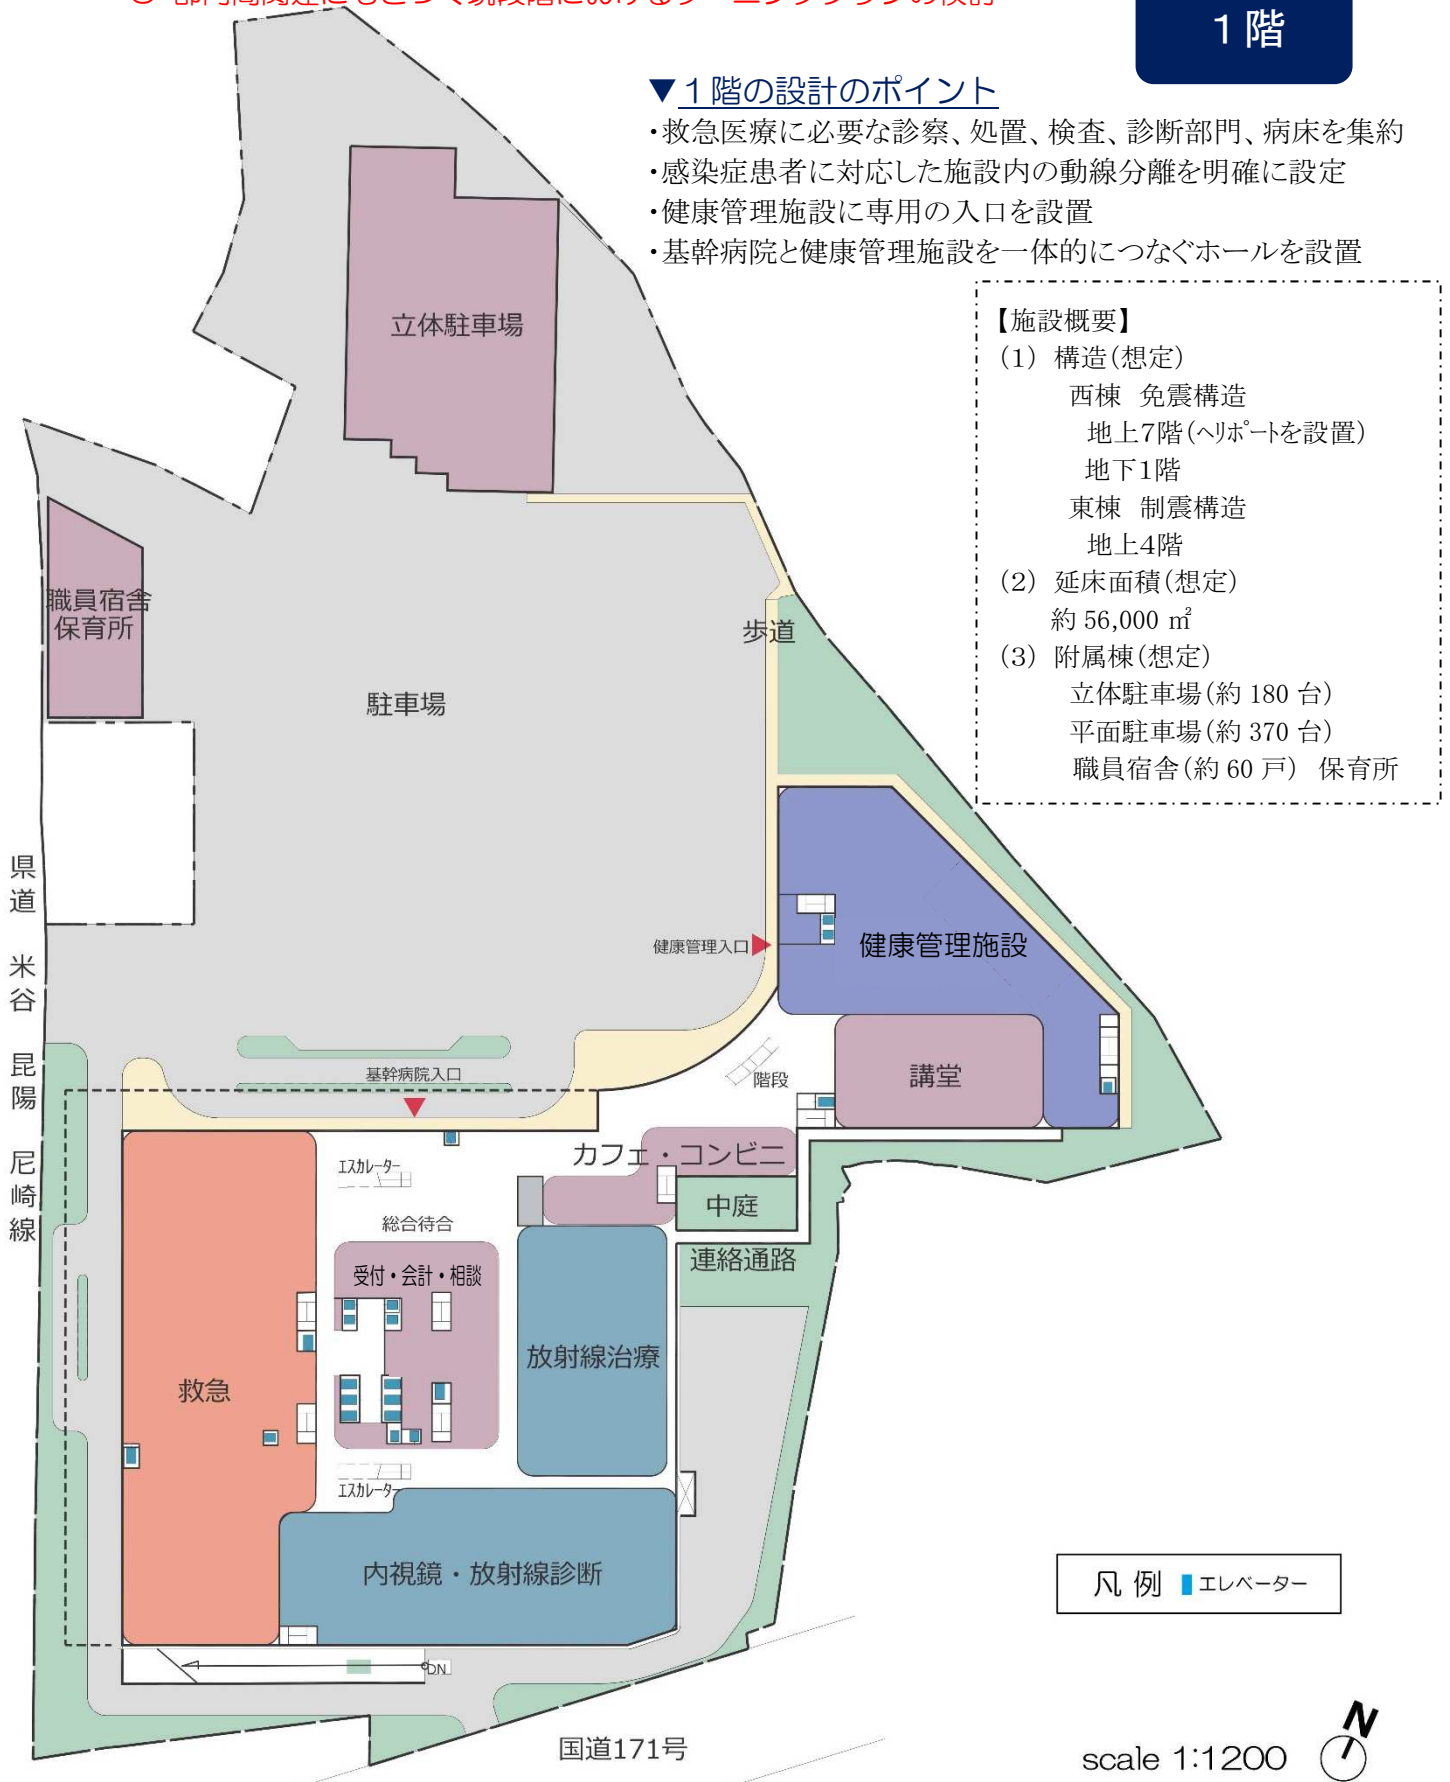 1階
▼１階の設計のポイント
・救急医療に必要な診察、処置、検査、診断部門、病床を集約
・感染症患者に対応した施設内の動線分離を明確に設定
・健康管理施設に専用の入口を設置
・基幹病院と健康管理施設を一体的につなぐホールを設置
【施設概要】
(1) 構造(想定)
西棟 免震構造
地上7階(ヘリポートを設置)
地下1階
東棟 制震構造
地上4階
(2) 延床面積(想定)
約 56,000 ㎡
(3) 附属棟(想定)
立体駐車場(約 180 台)
平面駐車場(約 370 台)
職員宿舎(約 60 戸) 保育所
立体駐車場
職員宿舎
保育所
歩道
駐車場
県道 米谷 昆陽 尼崎線
健康管理入口
健康管理施設
基幹病院入口
階段
講堂
エスカレーター
カフェ・コンビニ
中庭
総合待合
連絡通路
受付・会計・相談
放射線治療
救急
エスカレーター
内視鏡・放射線診断
DN
凡例 エレベーター
国道171号
scale 1:1200
N